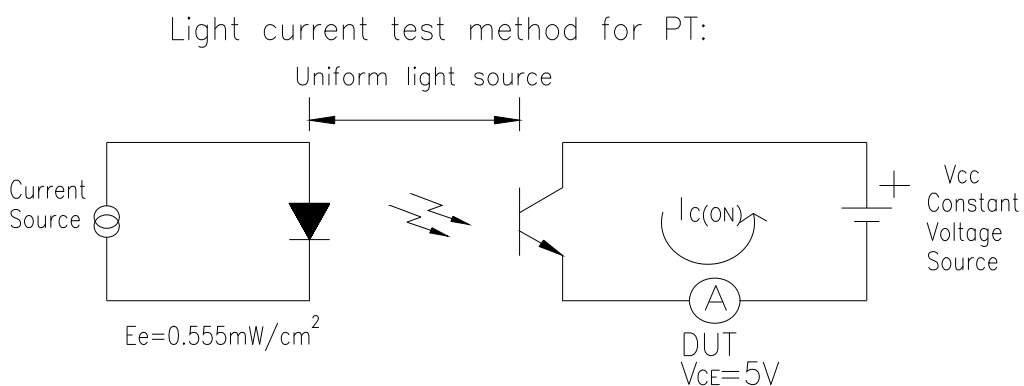 Light current test method for PT:
Uniform light source
Current
Source
Ee=0.555mW/cm²
IC(ON)
A
DUT
VCE=5V
+
Vcc
Constant
Voltage
Source